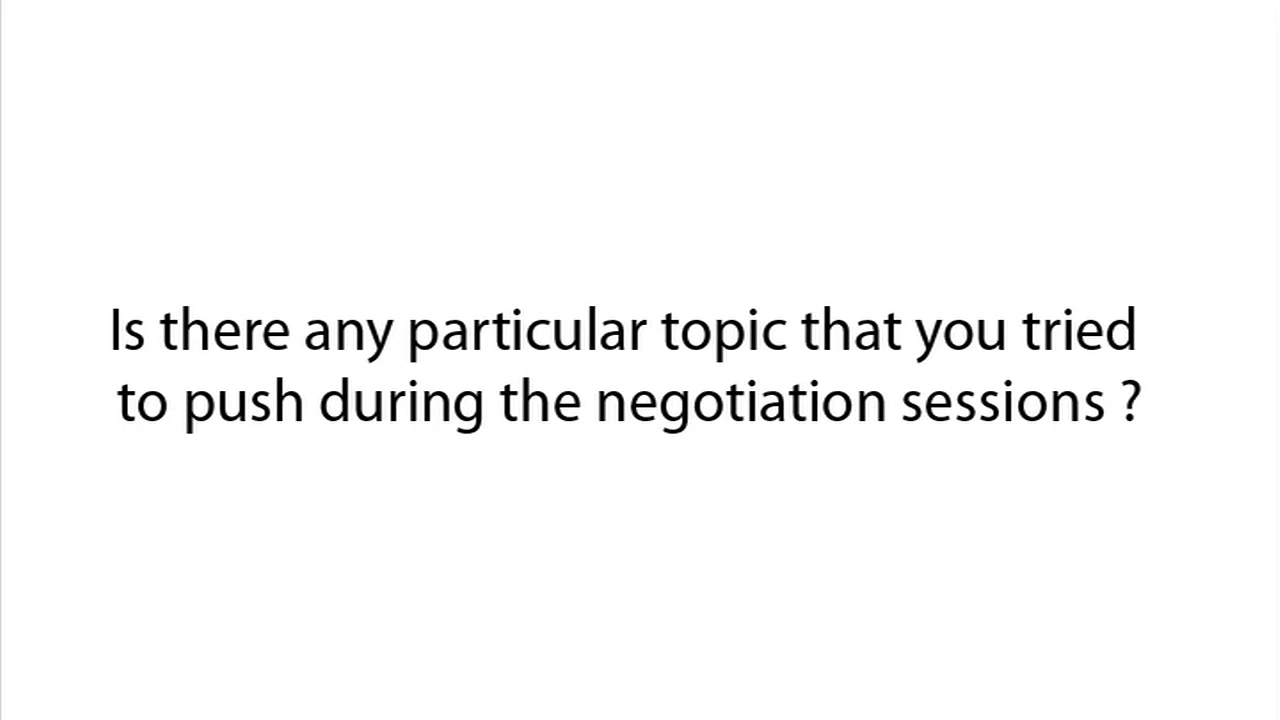 Is there any particular topic that you tried
to push during the negotiation sessions ?